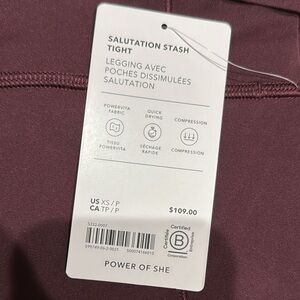 SALUTATION STASH
TIGHT
LEGGING AVEC
POCHES DISSIMULÉES
SALUTATION
POWERVITA
FABRIC
QUICK
DRYING
COMPRESSION
TISSU
POWERVITA
SÉCHAGE
RAPIDE
COMPRESSION
US XS / P
CA TP / P
$109.00
Certified
B
Corporation
POWER OF SHE